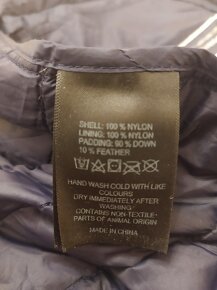 SHELL: 100 % NYLON
LINING: 100 % NYLON
PADDING: 90 % DOWN
10 % FEATHER
HAND WASH COLD WITH LIKE
COLOURS
DRY IMMEDIATELY AFTER
WASHING
CONTAINS NON-TEXTILE
PARTS OF ANIMAL ORIGIN
MADE IN CHINA